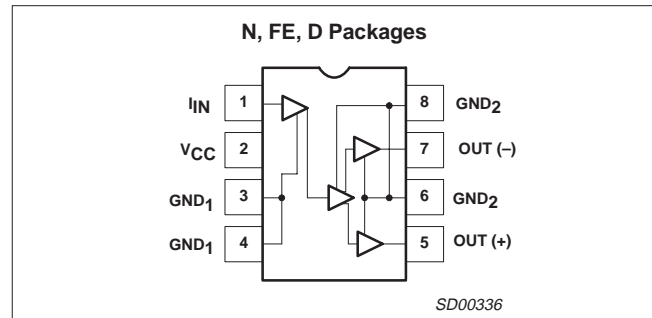 N, FE, D Packages
IIN 1
VCC 2
GND1 3
GND1 4
8 GND2
7 OUT (–)
6 GND2
5 OUT (+)
SD00336